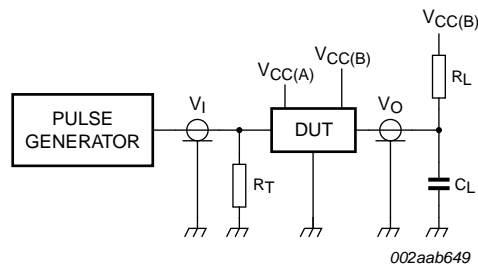 VCC(B)
VCC(A)
VCC(B)
RL
PULSE
GENERATOR
VI
DUT
VO
RT
CL
002aab649